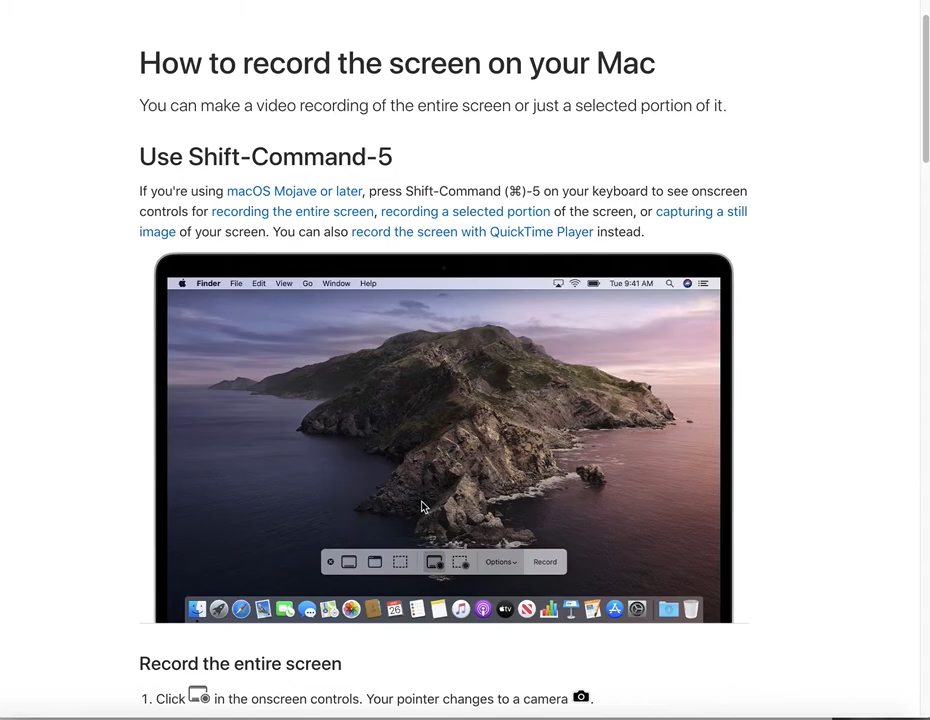 How to record the screen on your Mac
You can make a video recording of the entire screen or just a selected portion of it.
Use Shift-Command-5
If you're using macOS Mojave or later, press Shift-Command (⌘)-5 on your keyboard to see onscreen
controls for recording the entire screen, recording a selected portion of the screen, or capturing a still
image of your screen. You can also record the screen with QuickTime Player instead.
Finder File Edit View Go Window Help Tue 9:41 AM
Options Record
26 tv
Record the entire screen
1. Click in the onscreen controls. Your pointer changes to a camera .